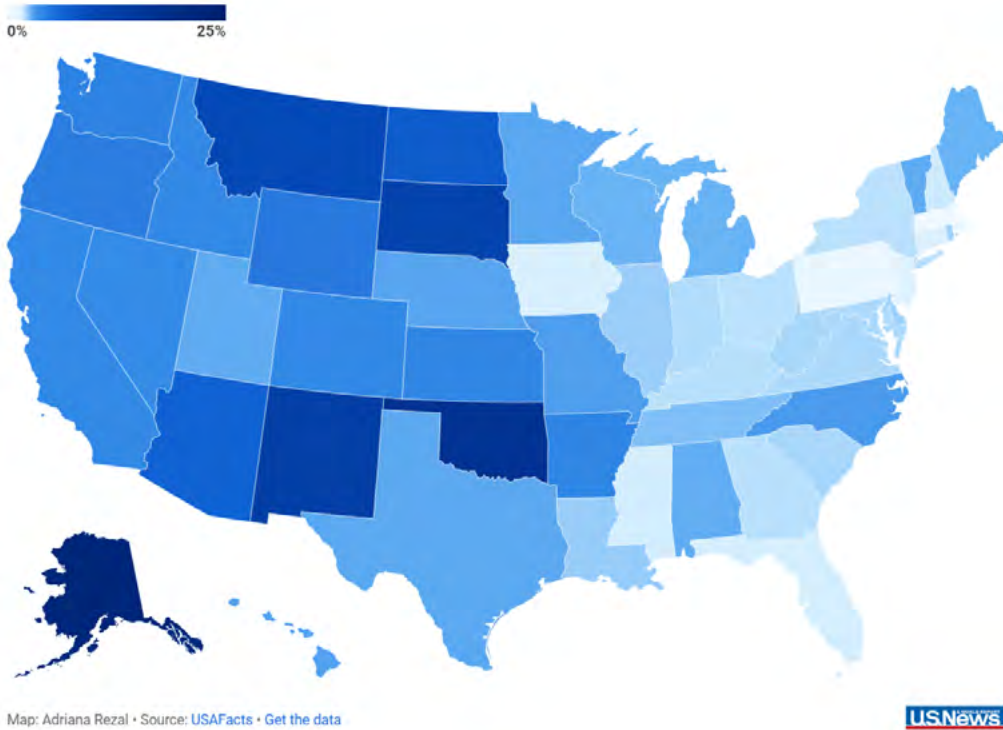 0% 25%
Map: Adriana Rezal • Source: USAFacts • Get the data
U.S.News